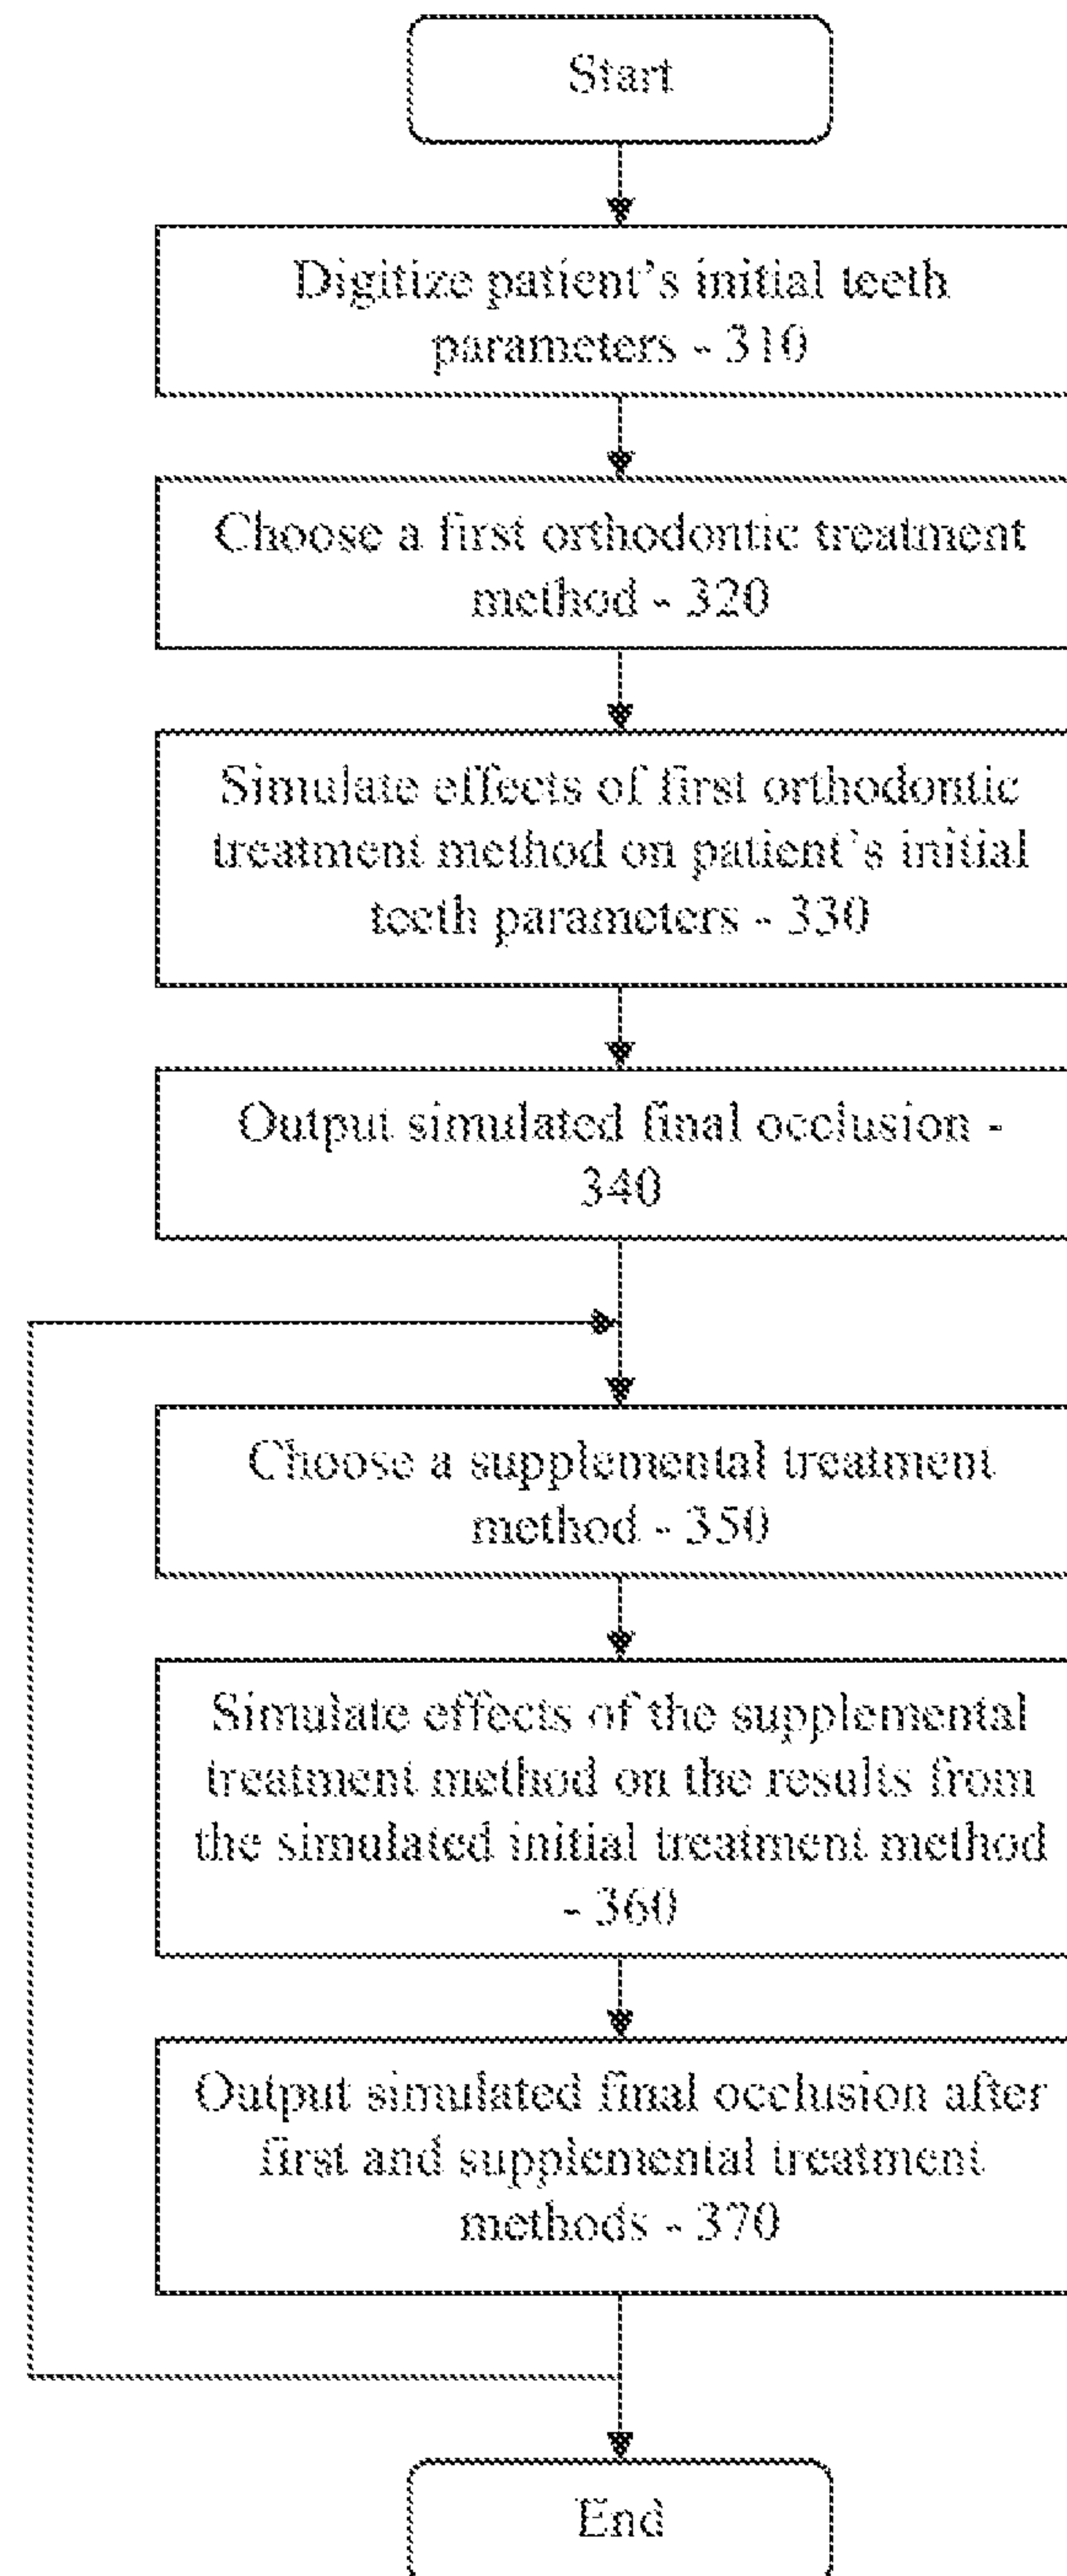 Start
Digitize patient's initial teeth
parameters - 310
Choose a first orthodontic treatment
method - 320
Simulate effects of first orthodontic
treatment method on patient's initial
teeth parameters - 330
Output simulated final occlusion -
340
Choose a supplemental treatment
method - 350
Simulate effects of the supplemental
treatment method on the results from
the simulated initial treatment method
- 360
Output simulated final occlusion after
first and supplemental treatment
methods - 370
End